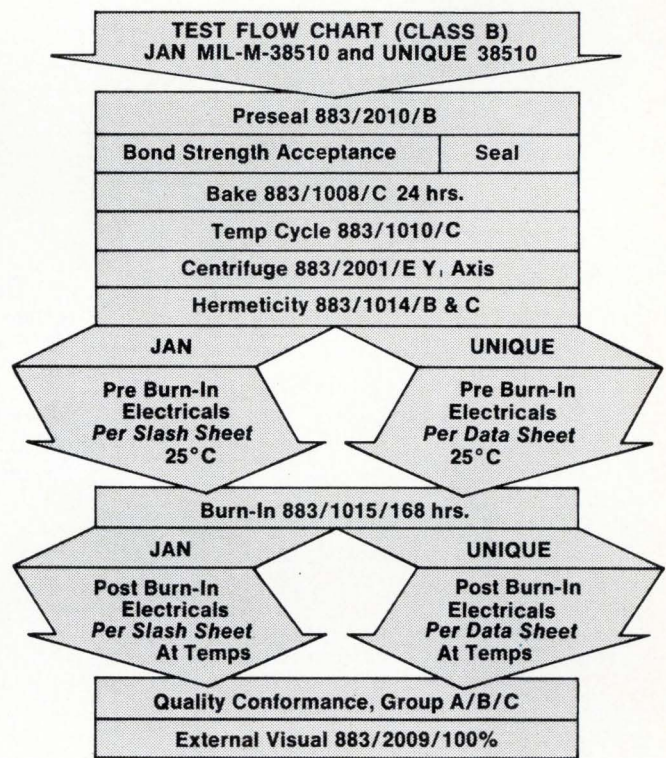 TEST FLOW CHART (CLASS B)
JAN MIL-M-38510 and UNIQUE 38510
Preseal 883/2010/B
Bond Strength Acceptance
Seal
Bake 883/1008/C 24 hrs.
Temp Cycle 883/1010/C
Centrifuge 883/2001/E Y₁ Axis
Hermeticity 883/1014/B & C
JAN
Pre Burn-In
Electricals
Per Slash Sheet
25°C
UNIQUE
Pre Burn-In
Electricals
Per Data Sheet
25°C
Burn-In 883/1015/168 hrs.
JAN
Post Burn-In
Electricals
Per Slash Sheet
At Temps
UNIQUE
Post Burn-In
Electricals
Per Data Sheet
At Temps
Quality Conformance, Group A/B/C
External Visual 883/2009/100%